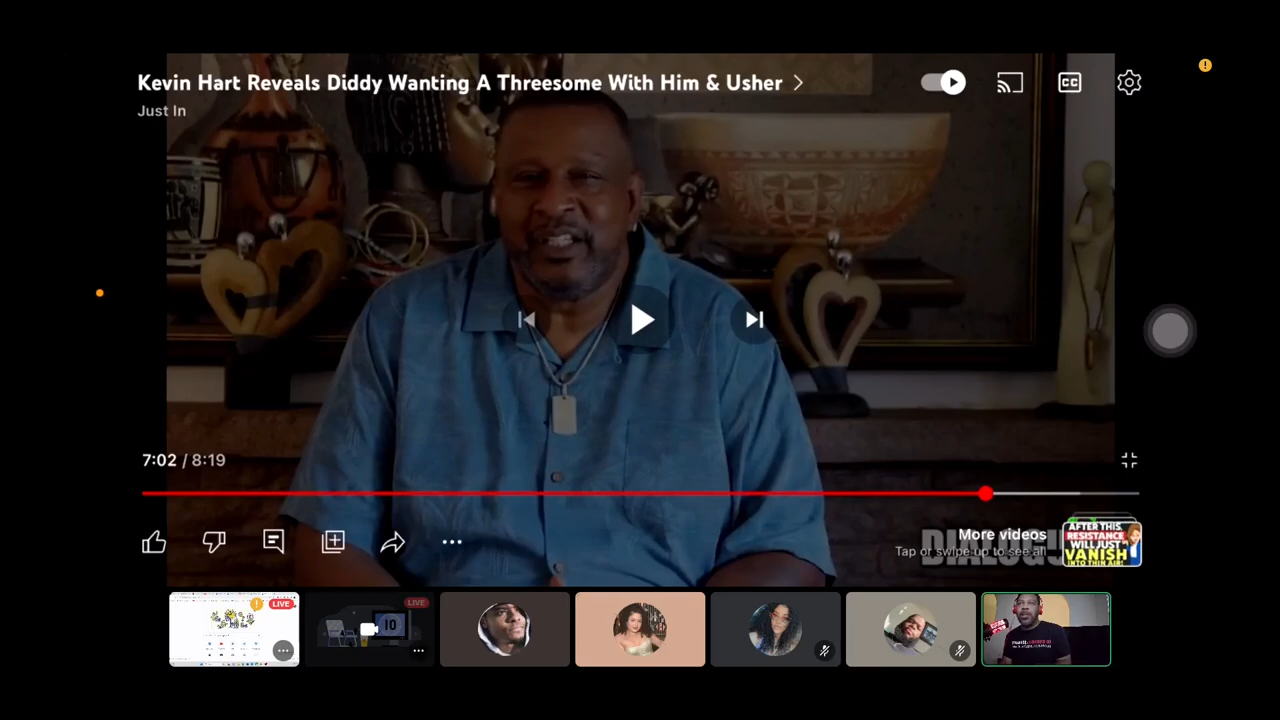 Kevin Hart Reveals Diddy Wanting A Threesome With Him & Usher
Just In
CC
7:02 / 8:19
More videos
Tap or swipe up to see all
AFTER THIS,
RESISTANCE
WILL JUST
VANISH
INTO THIN AIR!
LIVE
LIVE
10